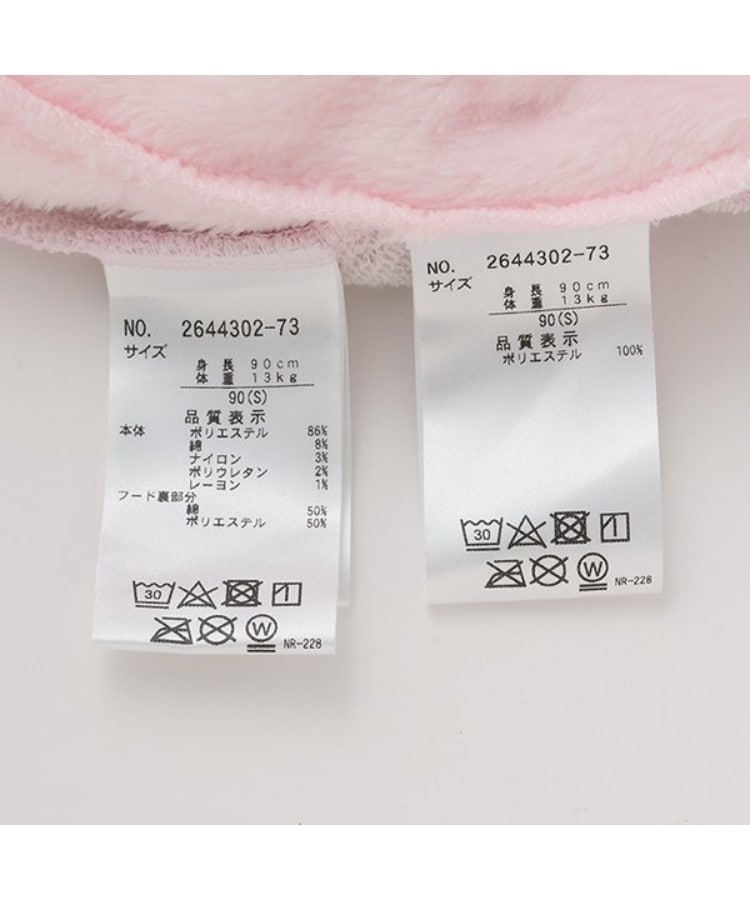 NO. 2644302-73
サイズ
身長 90cm
体重 13kg
90(S)
品質表示
本体 ポリエステル 86%
綿 8%
ナイロン 3%
ポリウレタン 2%
レーヨン 1%
フード裏部分
綿 50%
ポリエステル 50%
30
W
NR-228
NO. 2644302-73
サイズ
身長 90cm
体重 13kg
90(S)
品質表示
ポリエステル 100%
30
W
NR-228